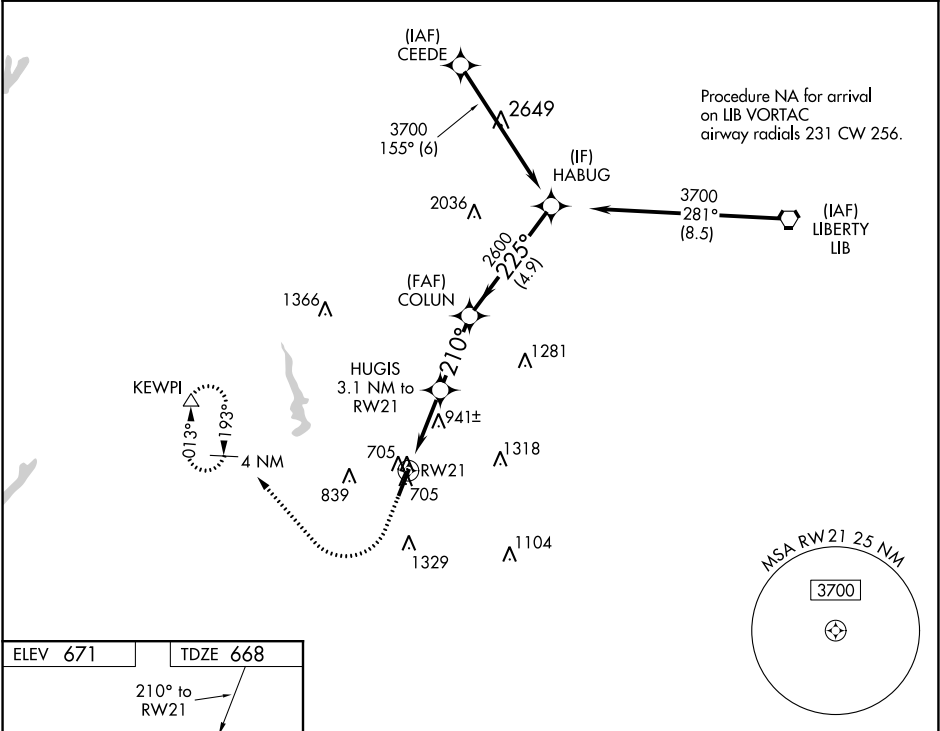 (IAF)
CEEDE
2649
3700
155° (6)
Procedure NA for arrival
on LIB VORTAC
airway radials 231 CW 256.
(IF)
HABUG
2036
3700
281°
(8.5)
(IAF)
LIBERTY
LIB
2600
225°
(4.9)
(FAF)
COLUN
1366
210°
1281
HUGIS
3.1 NM to
RW21
KEWPI
013°
193°
4 NM
941±
705
RW21
1318
839
705
1329
1104
MSA RW21 25 NM
3700
ELEV 671
TDZE 668
210° to
RW21